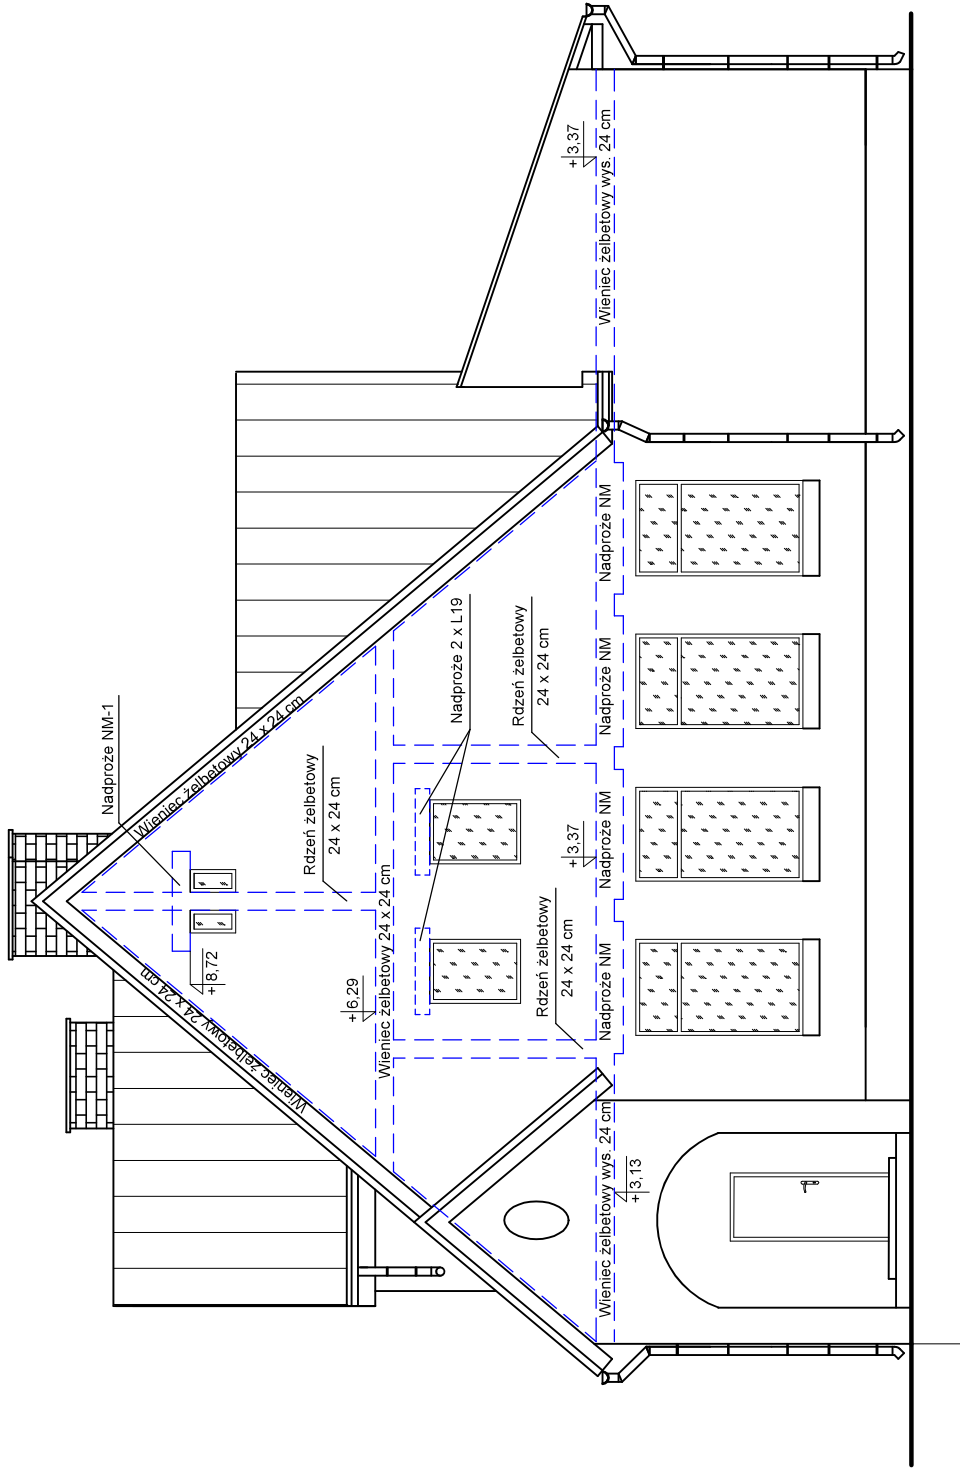 Nadproże NM-1
Wieniec żelbetowy 24 x 24 cm
Wieniec żelbetowy 24 x 24 cm
+ 8,72
Rdzeń żelbetowy
24 x 24 cm
+ 6,29
Wieniec żelbetowy 24 x 24 cm
Nadproże 2 x L19
Rdzeń żelbetowy
24 x 24 cm
Rdzeń żelbetowy
24 x 24 cm
+ 3,37
+ 3,37
Wieniec żelbetowy wys. 24 cm
Nadproże NM
Nadproże NM
Nadproże NM
Nadproże NM
Wieniec żelbetowy wys. 24 cm
+ 3,13